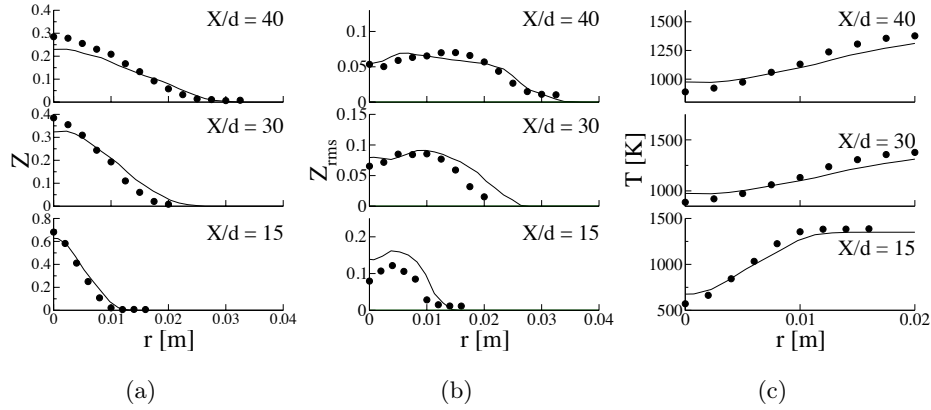 0.4
0.3
0.2
0.1
0
X/d = 40
0.4
0.3
0.2
0.1
0
Z
X/d = 30
0.8
0.6
0.4
0.2
0
X/d = 15
0 0.01 0.02 0.03 0.04
r [m]
(a)
0.1
0.05
0
X/d = 40
0.15
0.1
0.05
0
Zrms
X/d = 30
0.2
0.1
0
X/d = 15
0 0.01 0.02 0.03 0.04
r [m]
(b)
1500
1250
1000
X/d = 40
1500
1250
1000
T [K]
X/d = 30
1500
1250
1000
750
500
X/d = 15
0 0.01 0.02
r [m]
(c)